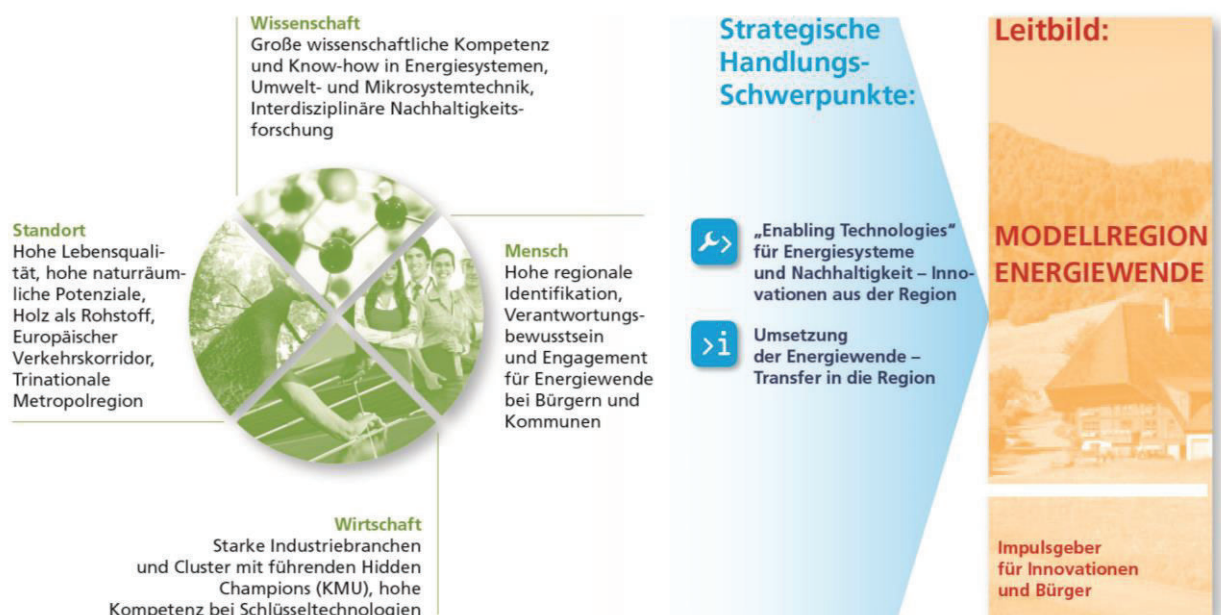 Wissenschaft
Große wissenschaftliche Kompetenz
und Know-how in Energiesystemen,
Umwelt- und Mikrosystemtechnik,
Interdisziplinäre Nachhaltigkeits-
forschung
Standort
Hohe Lebensquali-
tät, hohe naturräum-
liche Potenziale,
Holz als Rohstoff,
Europäischer
Verkehrskorridor,
Trinationale
Metropolregion
Mensch
Hohe regionale
Identifikation,
Verantwortungs-
bewusstsein
und Engagement
für Energiewende
bei Bürgern und
Kommunen
Wirtschaft
Starke Industriebranchen
und Cluster mit führenden Hidden
Champions (KMU), hohe
Kompetenz bei Schlüsseltechnologien
Strategische
Handlungs-
Schwerpunkte:
„Enabling Technologies“
für Energiesysteme
und Nachhaltigkeit – Inno-
vationen aus der Region
>i
Umsetzung
der Energiewende –
Transfer in die Region
Leitbild:
MODELLREGION
ENERGIEWENDE
Impulsgeber
für Innovationen
und Bürger